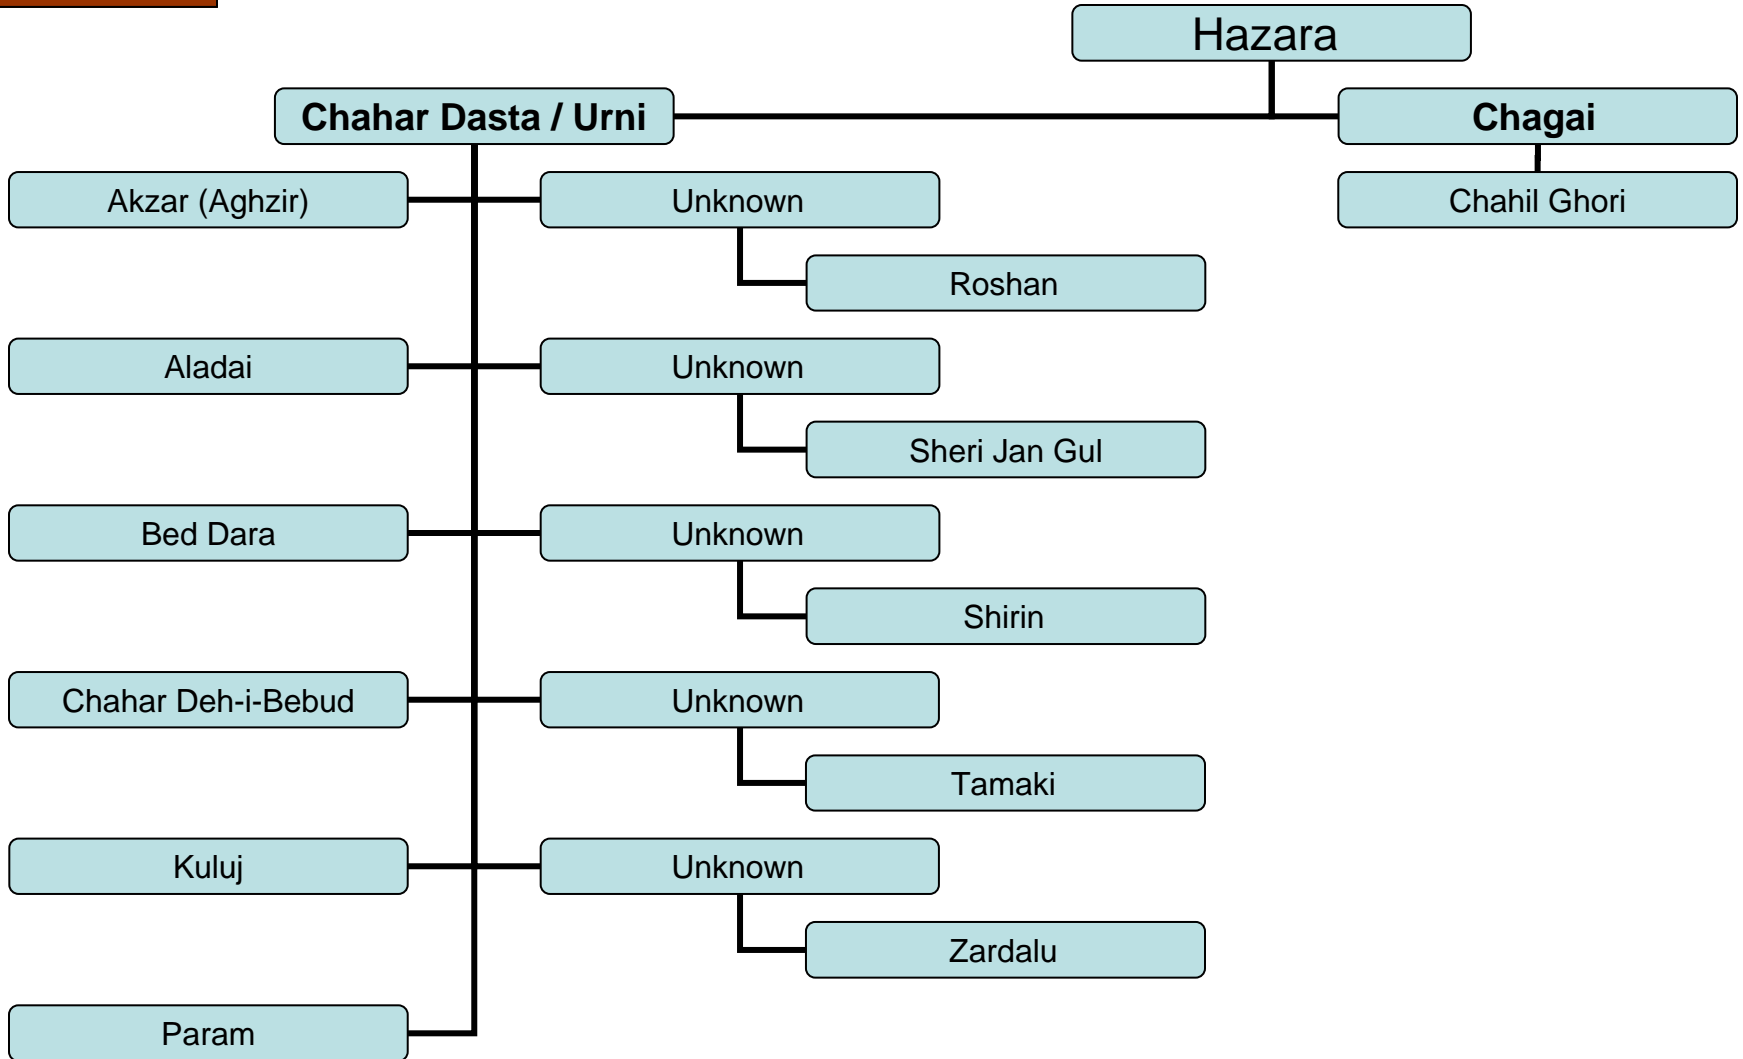 Hazara
Chahar Dasta / Urni
Chagai
Akzar (Aghzir)
Unknown
Chahil Ghori
Roshan
Aladai
Unknown
Sheri Jan Gul
Bed Dara
Unknown
Shirin
Chahar Deh-i-Bebud
Unknown
Tamaki
Kuluj
Unknown
Zardalu
Param